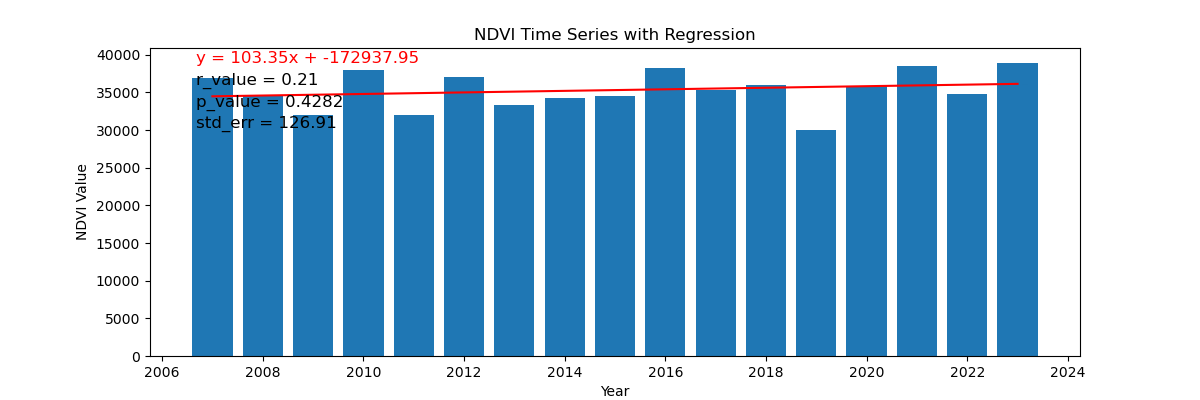 NDVI Time Series with Regression
y = 103.35x + -172937.95
r_value = 0.21
p_value = 0.4282
std_err = 126.91
40000
35000
30000
25000
20000
15000
10000
5000
0
NDVI Value
2006 2008 2010 2012 2014 2016 2018 2020 2022 2024
Year